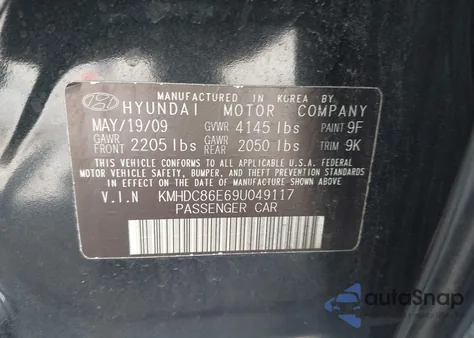 MANUFACTURED IN KOREA BY
HYUNDAI MOTOR COMPANY
MAY/19/09 GVWR 4145 lbs PAINT 9F
GAWR FRONT 2205 lbs GAWR REAR 2050 lbs TRIM 9K
THIS VEHICLE CONFORMS TO ALL APPLICABLE U.S.A. FEDERAL
MOTOR VEHICLE SAFETY, BUMPER, AND THEFT PREVENTION
STANDARDS IN EFFECT ON THE DATE OF MANUFACTURE SHOWN ABOVE.
V.I.N KMHDC86E69U049117
PASSENGER CAR
autoSnap